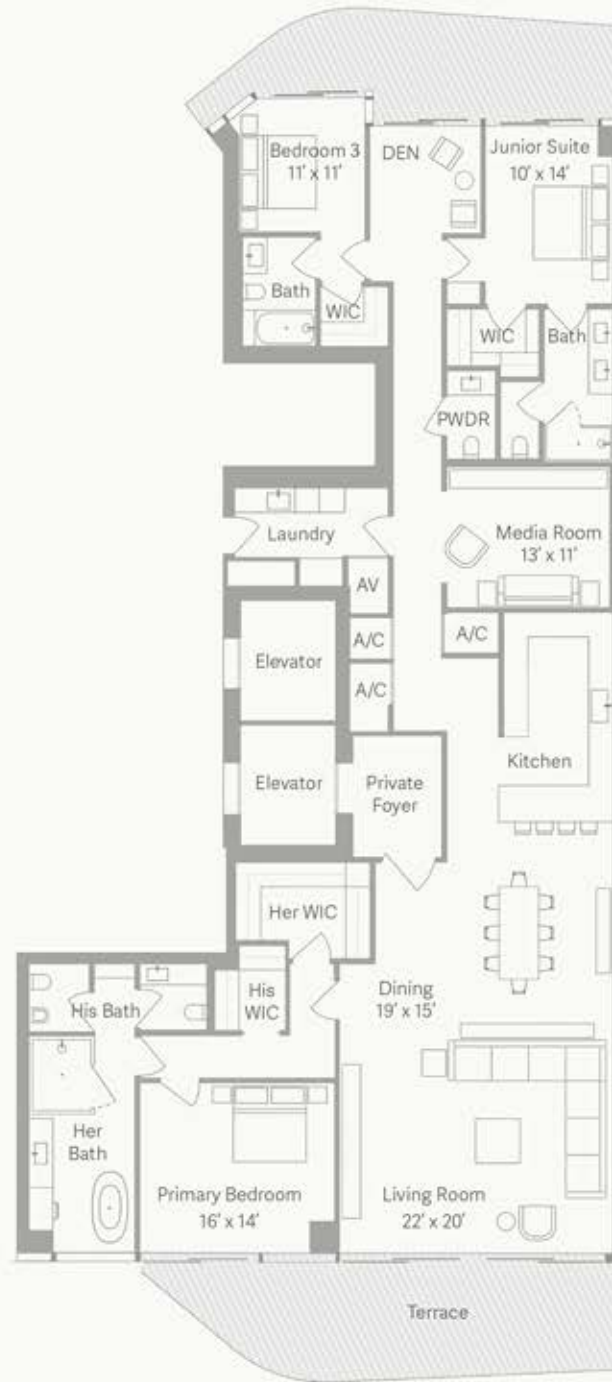 Bedroom 3
11' x 11'
DEN
Junior Suite
10' x 14'
Bath
WIC
WIC
Bath
PWDR
Media Room
13' x 11'
Laundry
AV
A/C
A/C
A/C
Elevator
Kitchen
Elevator
Private
Foyer
Her WIC
His
WIC
Dining
19' x 15'
His Bath
Her
Bath
Primary Bedroom
16' x 14'
Living Room
22' x 20'
Terrace